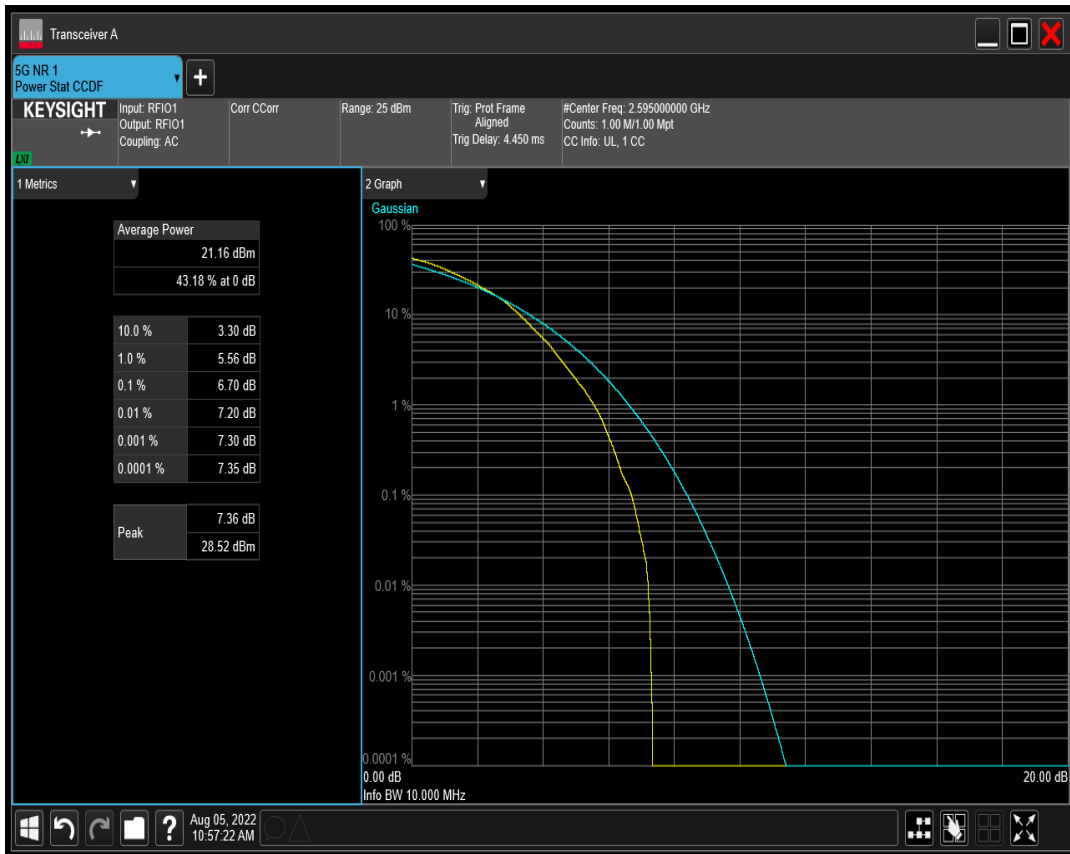 Transceiver A
5G NR 1
Power Stat CCDF
+
KEYSIGHT
LXI
Input: RFIO1
Output: RFIO1
Coupling: AC
Corr CCorr
Range: 25 dBm
Trig: Prot Frame
Aligned
Trig Delay: 4.450 ms
#Center Freq: 2.595000000 GHz
Counts: 1.00 M/1.00 Mpt
CC Info: UL, 1 CC
1 Metrics
Average Power
21.16 dBm
43.18 % at 0 dB
10.0 % 3.30 dB
1.0 % 5.56 dB
0.1 % 6.70 dB
0.01 % 7.20 dB
0.001 % 7.30 dB
0.0001 % 7.35 dB
Peak
7.36 dB
28.52 dBm
2 Graph
Gaussian
100 %
10 %
1 %
0.1 %
0.01 %
0.001 %
0.0001 %
0.00 dB 20.00 dB
Info BW 10.000 MHz
?
Aug 05, 2022
10:57:22 AM